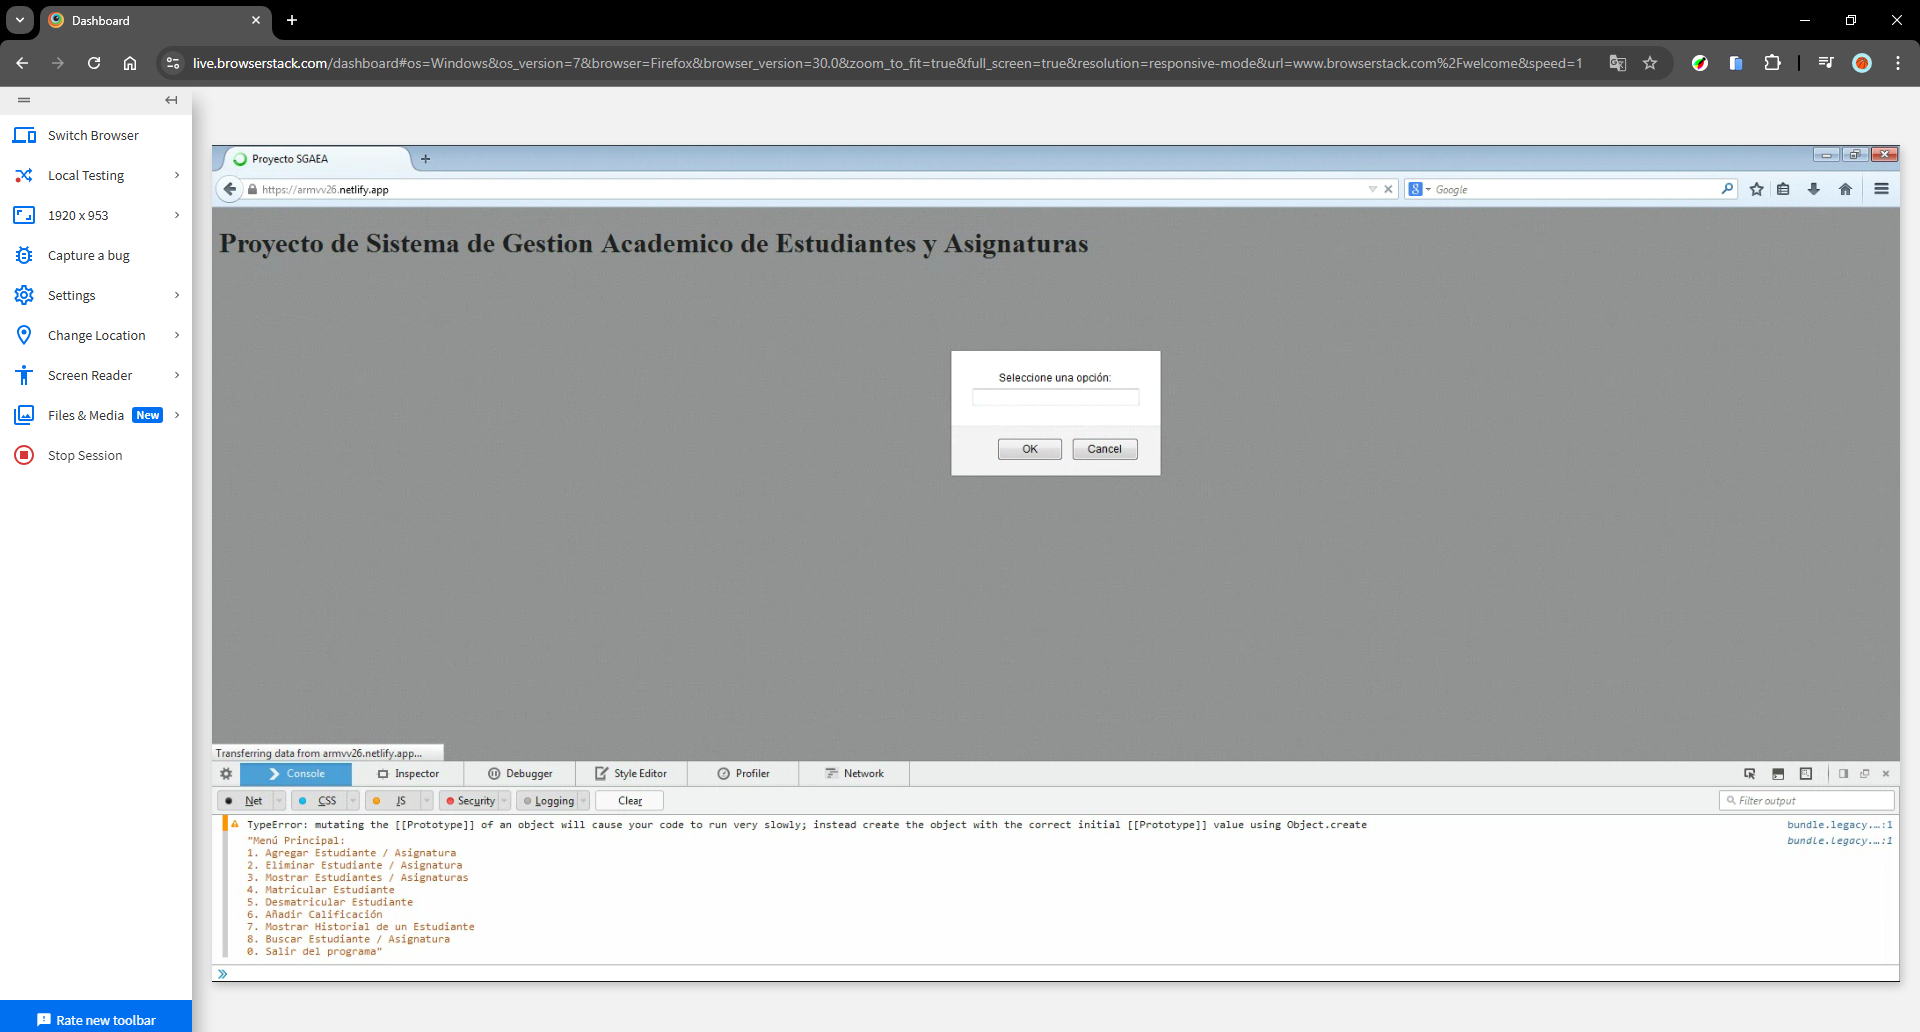 Dashboard
live.browserstack.com/dashboard#os=Windows&os_version=7&browser=Firefox&browser_version=30.0&zoom_to_fit=true&full_screen=true&resolution=responsive-mode&url=www.browserstack.com%2Fwelcome&speed=1
Switch Browser
Local Testing
1920 x 953
Capture a bug
Settings
Change Location
Screen Reader
Files & Media New
Stop Session
Rate new toolbar
Proyecto SGAEA
https://armvv26.netlify.app
8 Google
Proyecto de Sistema de Gestion Academico de Estudiantes y Asignaturas
Seleccione una opción:
OK Cancel
Transferring data from armvv26.netlify.app...
Console Inspector Debugger Style Editor Profiler Network
Net CSS JS Security Logging Clear Filter output
TypeError: mutating the [[Prototype]] of an object will cause your code to run very slowly; instead create the object with the correct initial [[Prototype]] value using Object.create bundle.legacy.…:1
"Menú Principal: bundle.legacy.…:1
1. Agregar Estudiante / Asignatura
2. Eliminar Estudiante / Asignatura
3. Mostrar Estudiantes / Asignaturas
4. Matricular Estudiante
5. Desmatricular Estudiante
6. Añadir Calificación
7. Mostrar Historial de un Estudiante
8. Buscar Estudiante / Asignatura
0. Salir del programa"